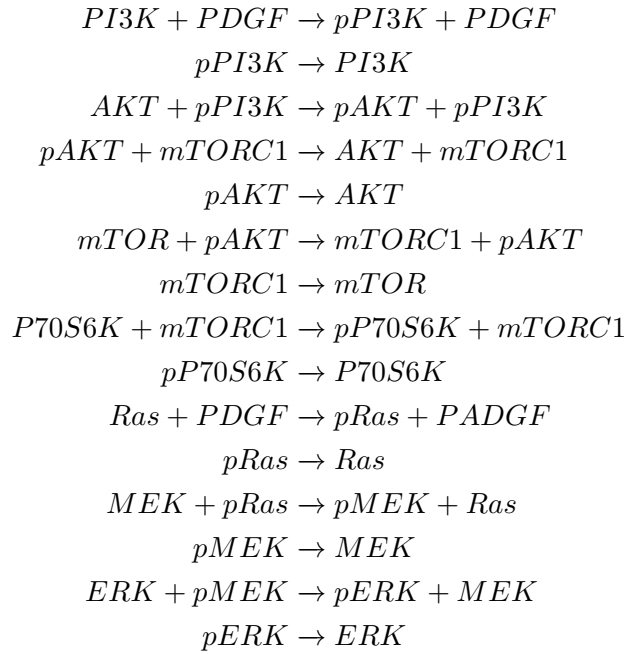 PI3K + PDGF → pPI3K + PDGF
pPI3K → PI3K
AKT + pPI3K → pAKT + pPI3K
pAKT + mTORC1 → AKT + mTORC1
pAKT → AKT
mTOR + pAKT → mTORC1 + pAKT
mTORC1 → mTOR
P70S6K + mTORC1 → pP70S6K + mTORC1
pP70S6K → P70S6K
Ras + PDGF → pRas + PADGF
pRas → Ras
MEK + pRas → pMEK + Ras
pMEK → MEK
ERK + pMEK → pERK + MEK
pERK → ERK